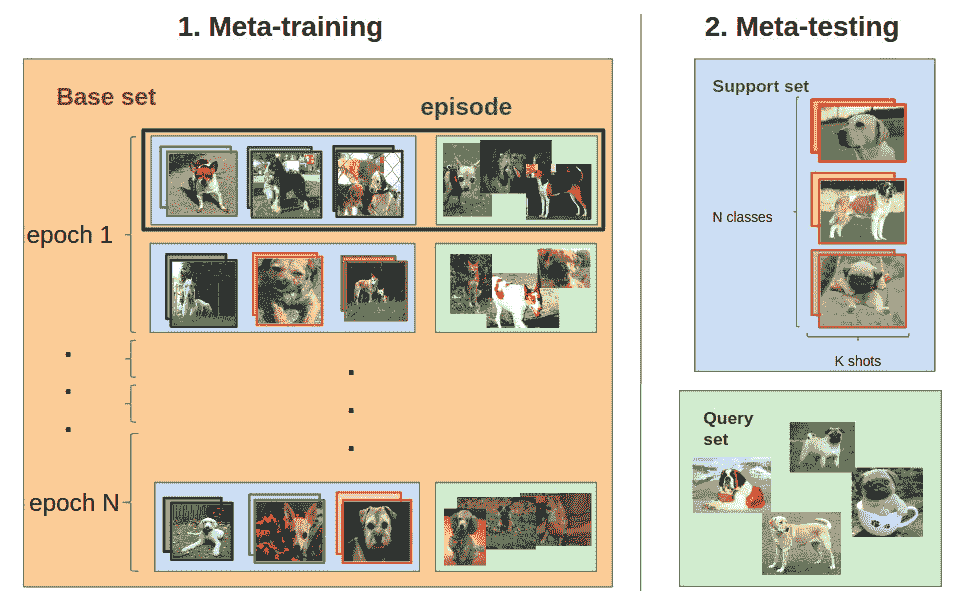 1. Meta-training
2. Meta-testing
Base set
episode
epoch 1
epoch N
Support set
N classes
K shots
Query
set